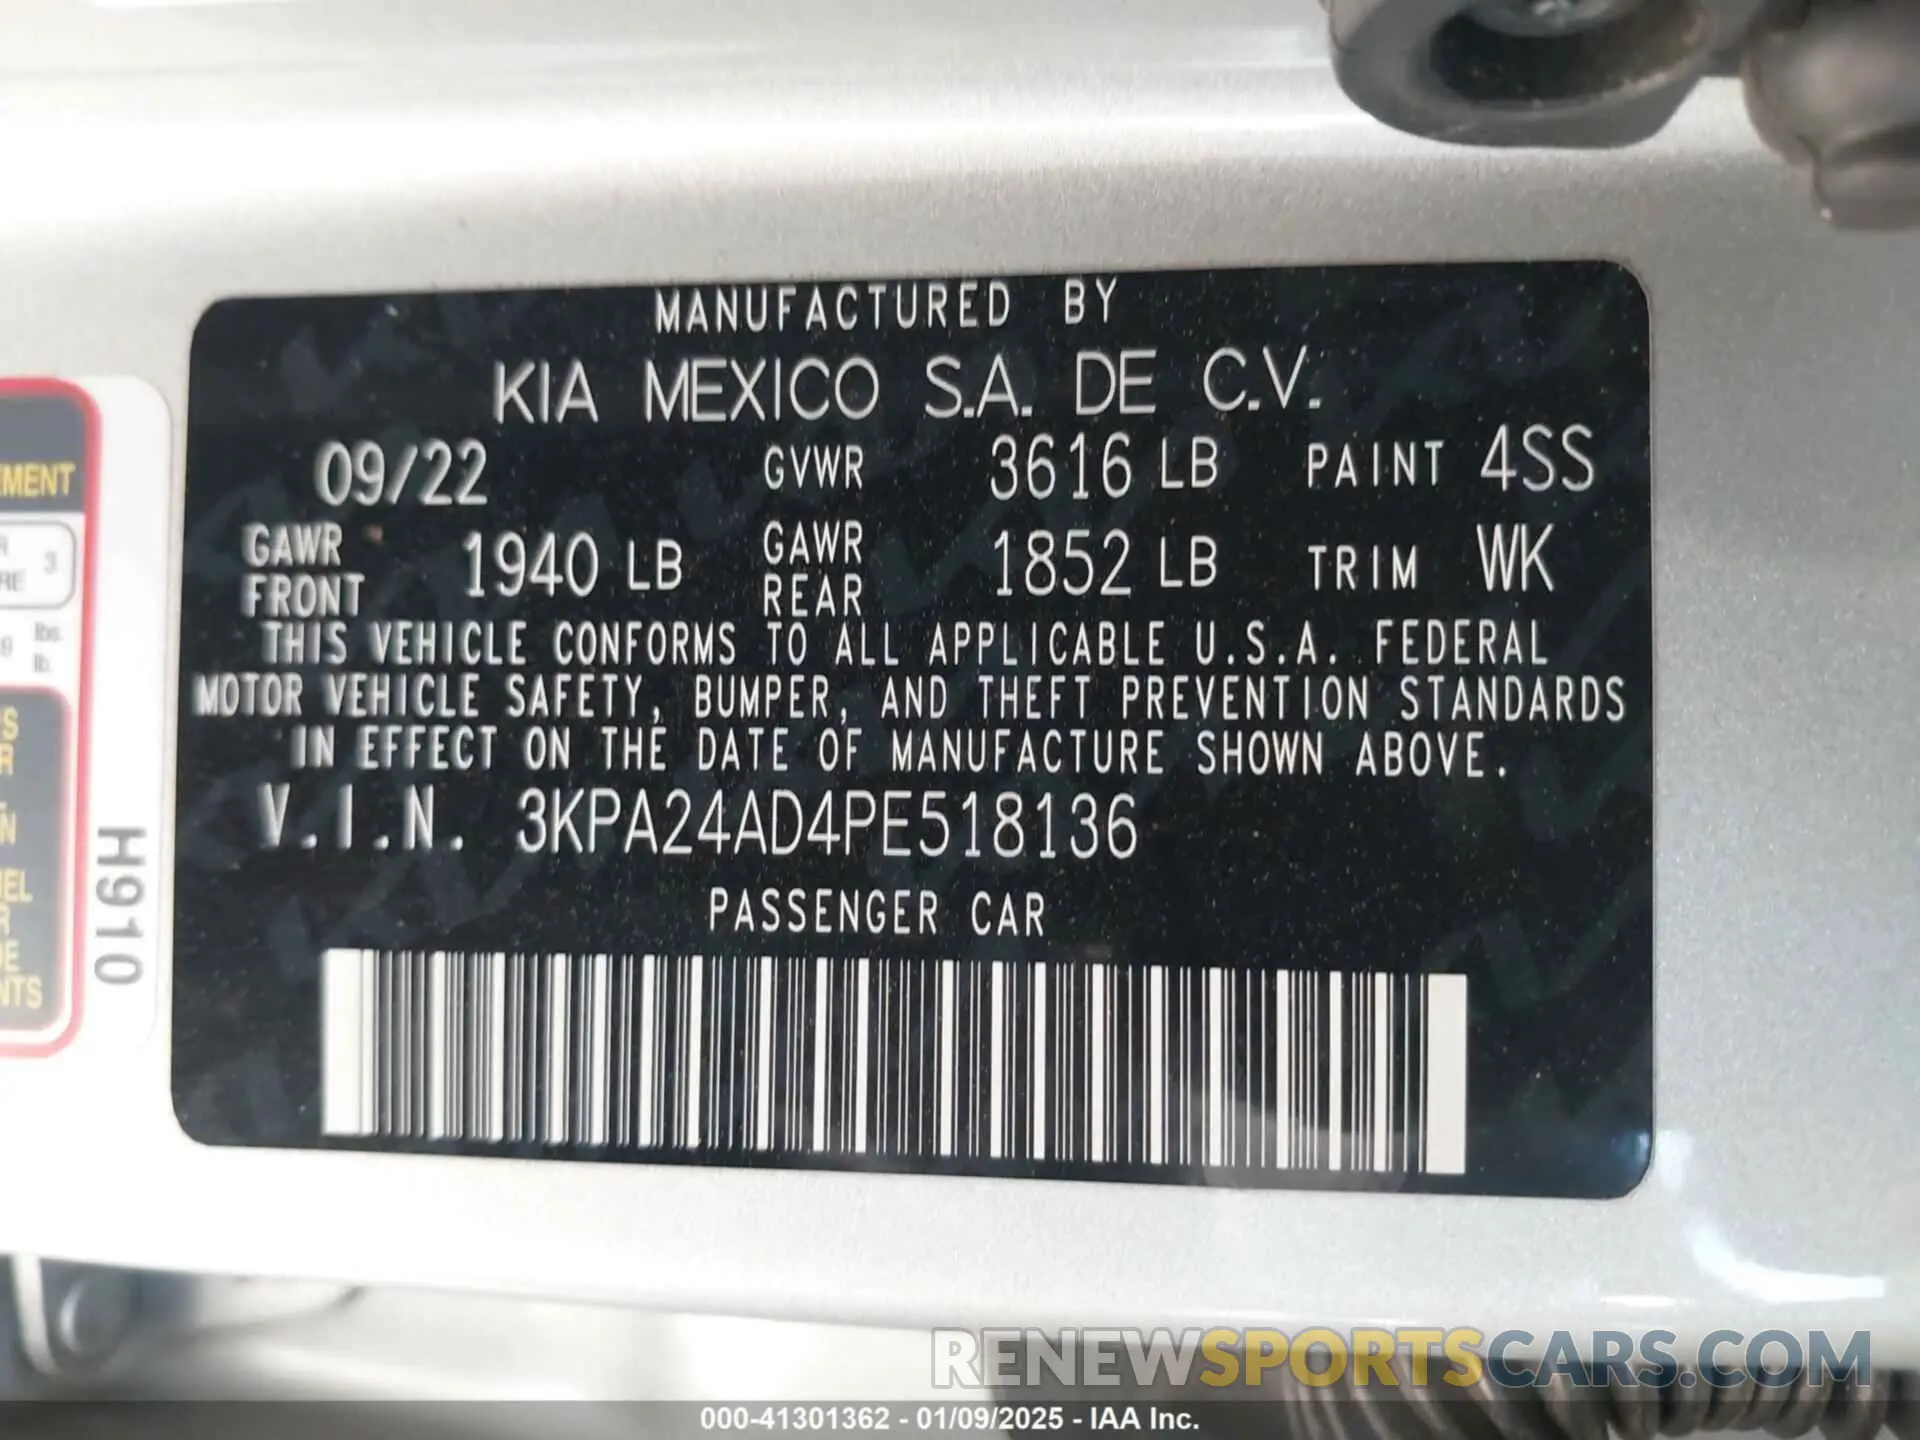 MANUFACTURED BY
KIA MEXICO S.A. DE C.V.
09/22 GVWR 3616 LB PAINT 4SS
GAWR FRONT 1940 LB GAWR REAR 1852 LB TRIM WK
THIS VEHICLE CONFORMS TO ALL APPLICABLE U.S.A. FEDERAL
MOTOR VEHICLE SAFETY, BUMPER, AND THEFT PREVENTION STANDARDS
IN EFFECT ON THE DATE OF MANUFACTURE SHOWN ABOVE.
V.I.N. 3KPA24AD4PE518136
PASSENGER CAR
H910
3
lbs.
lb.
RENEWSPORTSCARS.COM
000-41301362 - 01/09/2025 - IAA Inc.